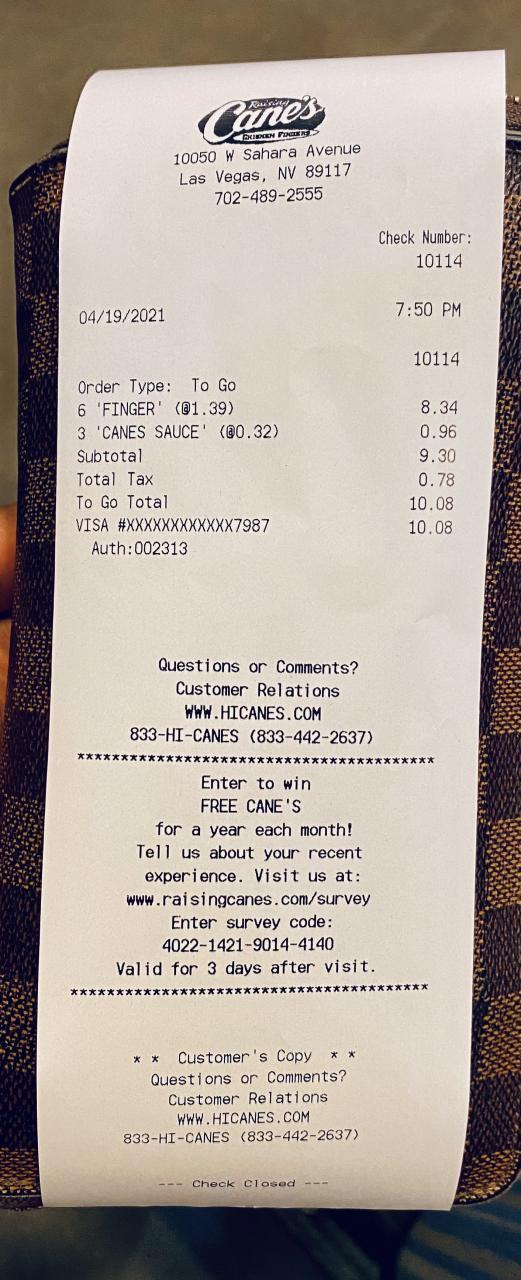 Raising
Cane's
CHICKEN FINGERS
10050 W Sahara Avenue
Las Vegas, NV 89117
702-489-2555
Check Number:
10114
04/19/2021 7:50 PM
10114
Order Type: To Go
6 'FINGER' (@1.39) 8.34
3 'CANES SAUCE' (@0.32) 0.96
Subtotal 9.30
Total Tax 0.78
To Go Total 10.08
VISA #XXXXXXXXXXXX7987 10.08
Auth:002313
Questions or Comments?
Customer Relations
WWW.HICANES.COM
833-HI-CANES (833-442-2637)
***************************************
Enter to win
FREE CANE'S
for a year each month!
Tell us about your recent
experience. Visit us at:
www.raisingcanes.com/survey
Enter survey code:
4022-1421-9014-4140
Valid for 3 days after visit.
***************************************
* * Customer's Copy * *
Questions or Comments?
Customer Relations
WWW.HICANES.COM
833-HI-CANES (833-442-2637)
--- Check Closed ---